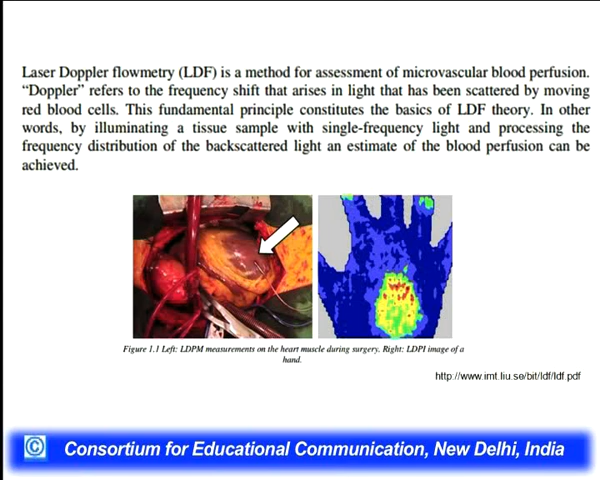 Laser Doppler flowmetry (LDF) is a method for assessment of microvascular blood perfusion.
“Doppler” refers to the frequency shift that arises in light that has been scattered by moving
red blood cells. This fundamental principle constitutes the basics of LDF theory. In other
words, by illuminating a tissue sample with single-frequency light and processing the
frequency distribution of the backscattered light an estimate of the blood perfusion can be
achieved.
Figure 1.1 Left: LDPM measurements on the heart muscle during surgery. Right: LDPI image of a
hand.
http://www.imt.liu.se/bit/ldf/ldf.pdf
© Consortium for Educational Communication, New Delhi, India